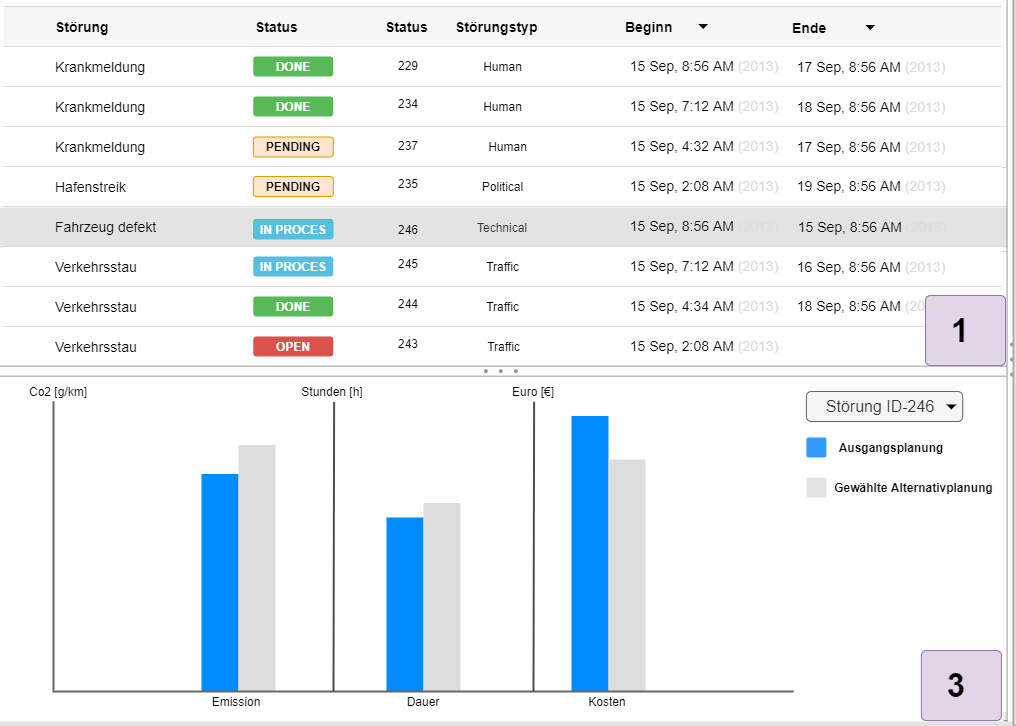 Störung Status Status Störungstyp Beginn Ende
Krankmeldung DONE 229 Human 15 Sep, 8:56 AM (2013) 17 Sep, 8:56 AM (2013)
Krankmeldung DONE 234 Human 15 Sep, 7:12 AM (2013) 18 Sep, 8:56 AM (2013)
Krankmeldung PENDING 237 Human 15 Sep, 4:32 AM (2013) 17 Sep, 8:56 AM (2013)
Hafenstreik PENDING 235 Political 15 Sep, 2:08 AM (2013) 19 Sep, 8:56 AM (2013)
Fahrzeug defekt IN PROCES 246 Technical 15 Sep, 8:56 AM (2013) 15 Sep, 8:56 AM (2013)
Verkehrsstau IN PROCES 245 Traffic 15 Sep, 7:12 AM (2013) 16 Sep, 8:56 AM (2013)
Verkehrsstau DONE 244 Traffic 15 Sep, 4:34 AM (2013) 18 Sep, 8:56 AM (20
Verkehrsstau OPEN 243 Traffic 15 Sep, 2:08 AM (2013)
1
Co2 [g/km] Stunden [h] Euro [€]
Störung ID-246
Ausgangsplanung
Gewählte Alternativplanung
Emission Dauer Kosten
3